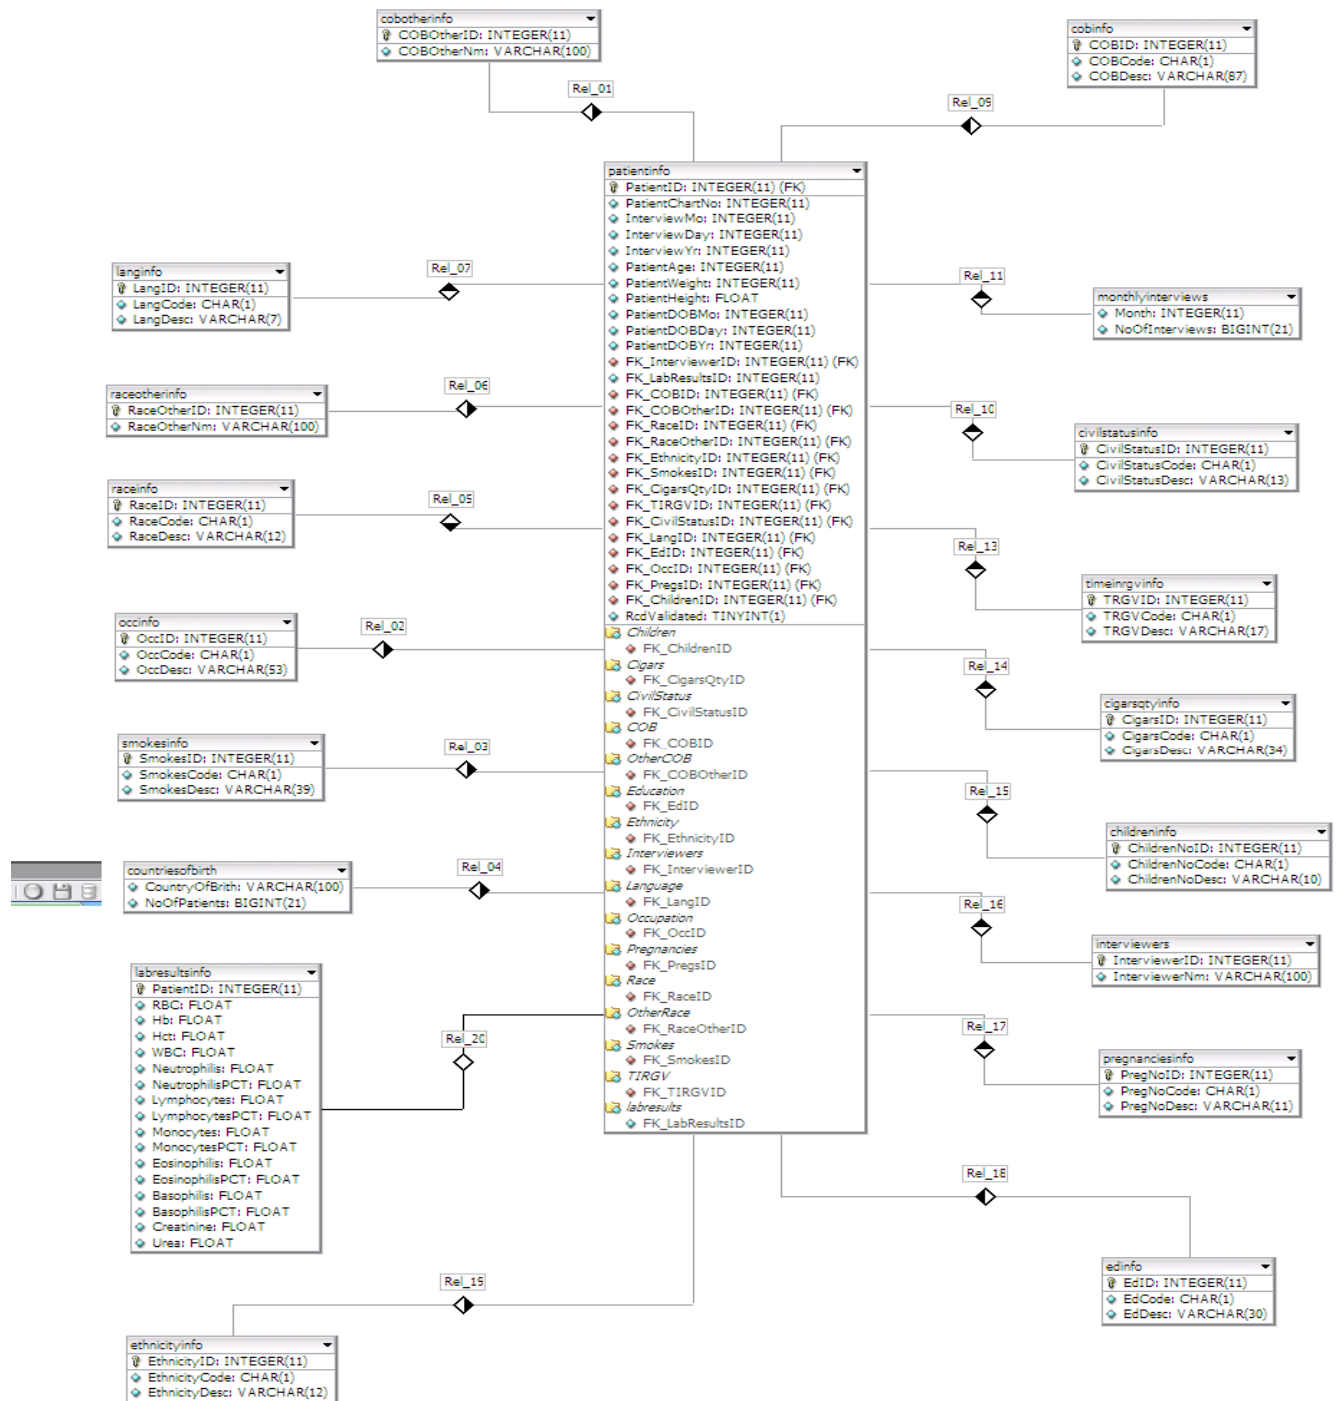 cobotherinfo
COBOtherID: INTEGER(11)
COBOtherNm: VARCHAR(100)
cobinfo
COBID: INTEGER(11)
COBCode: CHAR(1)
COBDesc: VARCHAR(87)
Rel_01
Rel_09
patientinfo
PatientID: INTEGER(11) (FK)
PatientChartNo: INTEGER(11)
InterviewMo: INTEGER(11)
InterviewDay: INTEGER(11)
InterviewYr: INTEGER(11)
PatientAge: INTEGER(11)
PatientWeight: INTEGER(11)
PatientHeight: FLOAT
PatientDOBMo: INTEGER(11)
PatientDOBDay: INTEGER(11)
PatientDOBYr: INTEGER(11)
FK_InterviewerID: INTEGER(11) (FK)
FK_LabResultsID: INTEGER(11)
FK_COBID: INTEGER(11) (FK)
FK_COBOtherID: INTEGER(11) (FK)
FK_RaceID: INTEGER(11) (FK)
FK_RaceOtherID: INTEGER(11) (FK)
FK_EthnicityID: INTEGER(11) (FK)
FK_SmokesID: INTEGER(11) (FK)
FK_CigarsQtyID: INTEGER(11) (FK)
FK_TIRGVID: INTEGER(11) (FK)
FK_CivilStatusID: INTEGER(11) (FK)
FK_LangID: INTEGER(11) (FK)
FK_EdID: INTEGER(11) (FK)
FK_OccID: INTEGER(11) (FK)
FK_PregsID: INTEGER(11) (FK)
FK_ChildrenID: INTEGER(11) (FK)
RcdValidated: TINYINT(1)
Children
FK_ChildrenID
Cigars
FK_CigarsQtyID
CivilStatus
FK_CivilStatusID
COB
FK_COBID
OtherCOB
FK_COBOtherID
Education
FK_EdID
Ethnicity
FK_EthnicityID
Interviewers
FK_InterviewerID
Language
FK_LangID
Occupation
FK_OccID
Pregnancies
FK_PregsID
Race
FK_RaceID
OtherRace
FK_RaceOtherID
Smokes
FK_SmokesID
TIRGV
FK_TIRGVID
labresults
FK_LabResultsID
langinfo
LangID: INTEGER(11)
LangCode: CHAR(1)
LangDesc: VARCHAR(7)
Rel_07
raceotherinfo
RaceOtherID: INTEGER(11)
RaceOtherNm: VARCHAR(100)
Rel_06
raceinfo
RaceID: INTEGER(11)
RaceCode: CHAR(1)
RaceDesc: VARCHAR(12)
Rel_05
occinfo
OccID: INTEGER(11)
OccCode: CHAR(1)
OccDesc: VARCHAR(53)
Rel_02
smokesinfo
SmokesID: INTEGER(11)
SmokesCode: CHAR(1)
SmokesDesc: VARCHAR(39)
Rel_03
countriesofbirth
CountryOfBrith: VARCHAR(100)
NoOfPatients: BIGINT(21)
Rel_04
labresultsinfo
PatientID: INTEGER(11)
RBC: FLOAT
Hb: FLOAT
Hct: FLOAT
WBC: FLOAT
Neutrophilis: FLOAT
NeutrophilisPCT: FLOAT
Lymphocytes: FLOAT
LymphocytesPCT: FLOAT
Monocytes: FLOAT
MonocytesPCT: FLOAT
Eosinophilis: FLOAT
EosinophilisPCT: FLOAT
Basophilis: FLOAT
BasophilisPCT: FLOAT
Creatinine: FLOAT
Urea: FLOAT
Rel_20
Rel_19
ethnicityinfo
EthnicityID: INTEGER(11)
EthnicityCode: CHAR(1)
EthnicityDesc: VARCHAR(12)
Rel_11
monthlyinterviews
Month: INTEGER(11)
NoOfInterviews: BIGINT(21)
Rel_10
civilstatusinfo
CivilStatusID: INTEGER(11)
CivilStatusCode: CHAR(1)
CivilStatusDesc: VARCHAR(13)
Rel_13
timeinrgvinfo
TRGVID: INTEGER(11)
TRGVCode: CHAR(1)
TRGVDesc: VARCHAR(17)
Rel_14
cigarsqtyinfo
CigarsID: INTEGER(11)
CigarsCode: CHAR(1)
CigarsDesc: VARCHAR(34)
Rel_15
childreninfo
ChildrenNoID: INTEGER(11)
ChildrenNoCode: CHAR(1)
ChildrenNoDesc: VARCHAR(10)
Rel_16
interviewers
InterviewerID: INTEGER(11)
InterviewerNm: VARCHAR(100)
Rel_17
pregnanciesinfo
PregNoID: INTEGER(11)
PregNoCode: CHAR(1)
PregNoDesc: VARCHAR(11)
Rel_18
edinfo
EdID: INTEGER(11)
EdCode: CHAR(1)
EdDesc: VARCHAR(30)